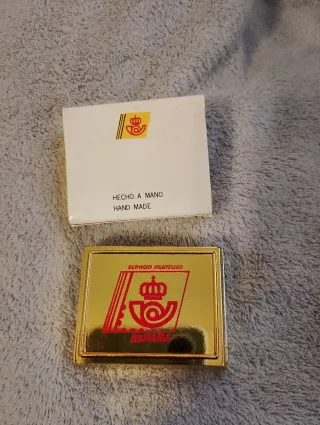 HECHO A MANO
HAND MADE
SERVICIO FILATELICO
ESPAÑA